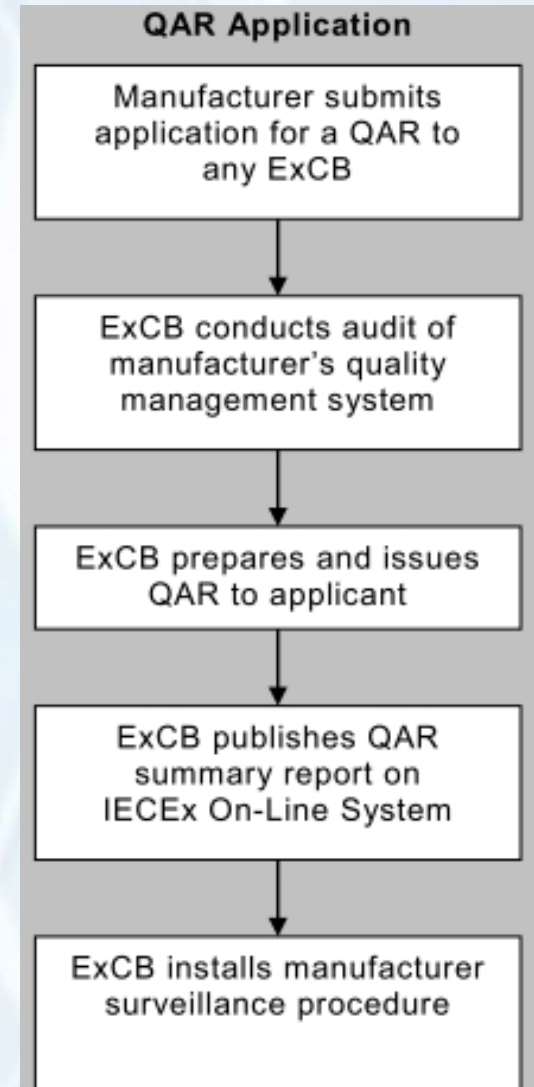 QAR Application
Manufacturer submits
application for a QAR to
any ExCB
ExCB conducts audit of
manufacturer's quality
management system
ExCB prepares and issues
QAR to applicant
ExCB publishes QAR
summary report on
IECEx On-Line System
ExCB installs manufacturer
surveillance procedure